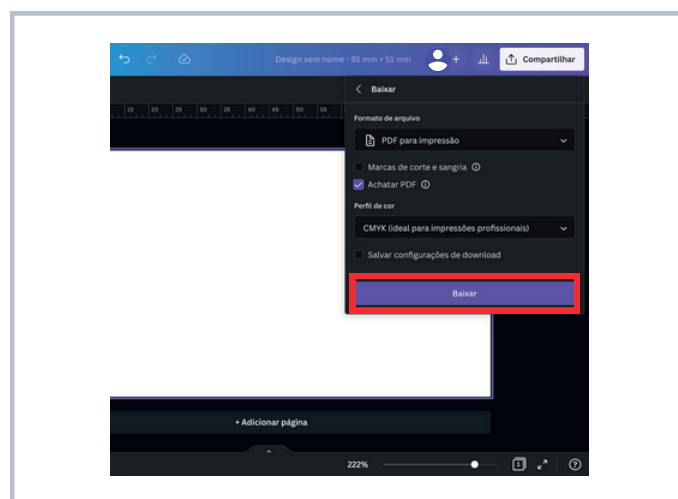 Design sem nome - 91 mm × 51 mm
+
Compartilhar
Baixar
15 20 25 30 35 40 45 50 55
Formato de arquivo
PDF para impressão
Marcas de corte e sangria
Achatar PDF
Perfil de cor
CMYK (ideal para impressões profissionais)
Salvar configurações de download
Baixar
+ Adicionar página
222%
1
?